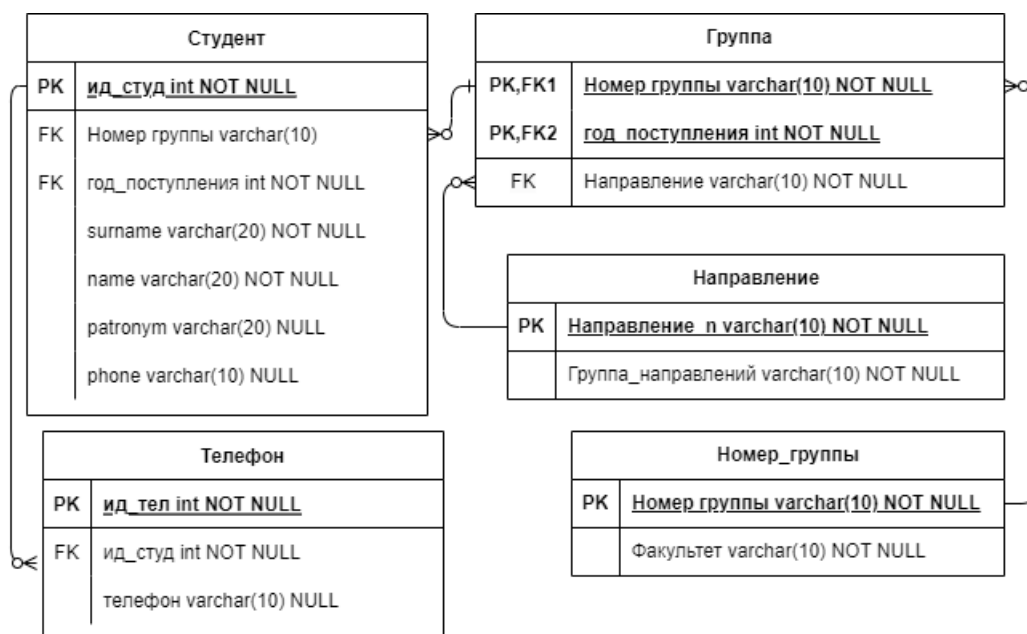 Студент
PK ид_студ int NOT NULL
FK Номер группы varchar(10)
FK год_поступления int NOT NULL
surname varchar(20) NOT NULL
name varchar(20) NOT NULL
patronym varchar(20) NULL
phone varchar(10) NULL
Группа
PK,FK1 Номер группы varchar(10) NOT NULL
PK,FK2 год_поступления int NOT NULL
FK Направление varchar(10) NOT NULL
Направление
PK Направление_n varchar(10) NOT NULL
Группа_направлений varchar(10) NOT NULL
Телефон
PK ид_тел int NOT NULL
FK ид_студ int NOT NULL
телефон varchar(10) NULL
Номер_группы
PK Номер группы varchar(10) NOT NULL
Факультет varchar(10) NOT NULL